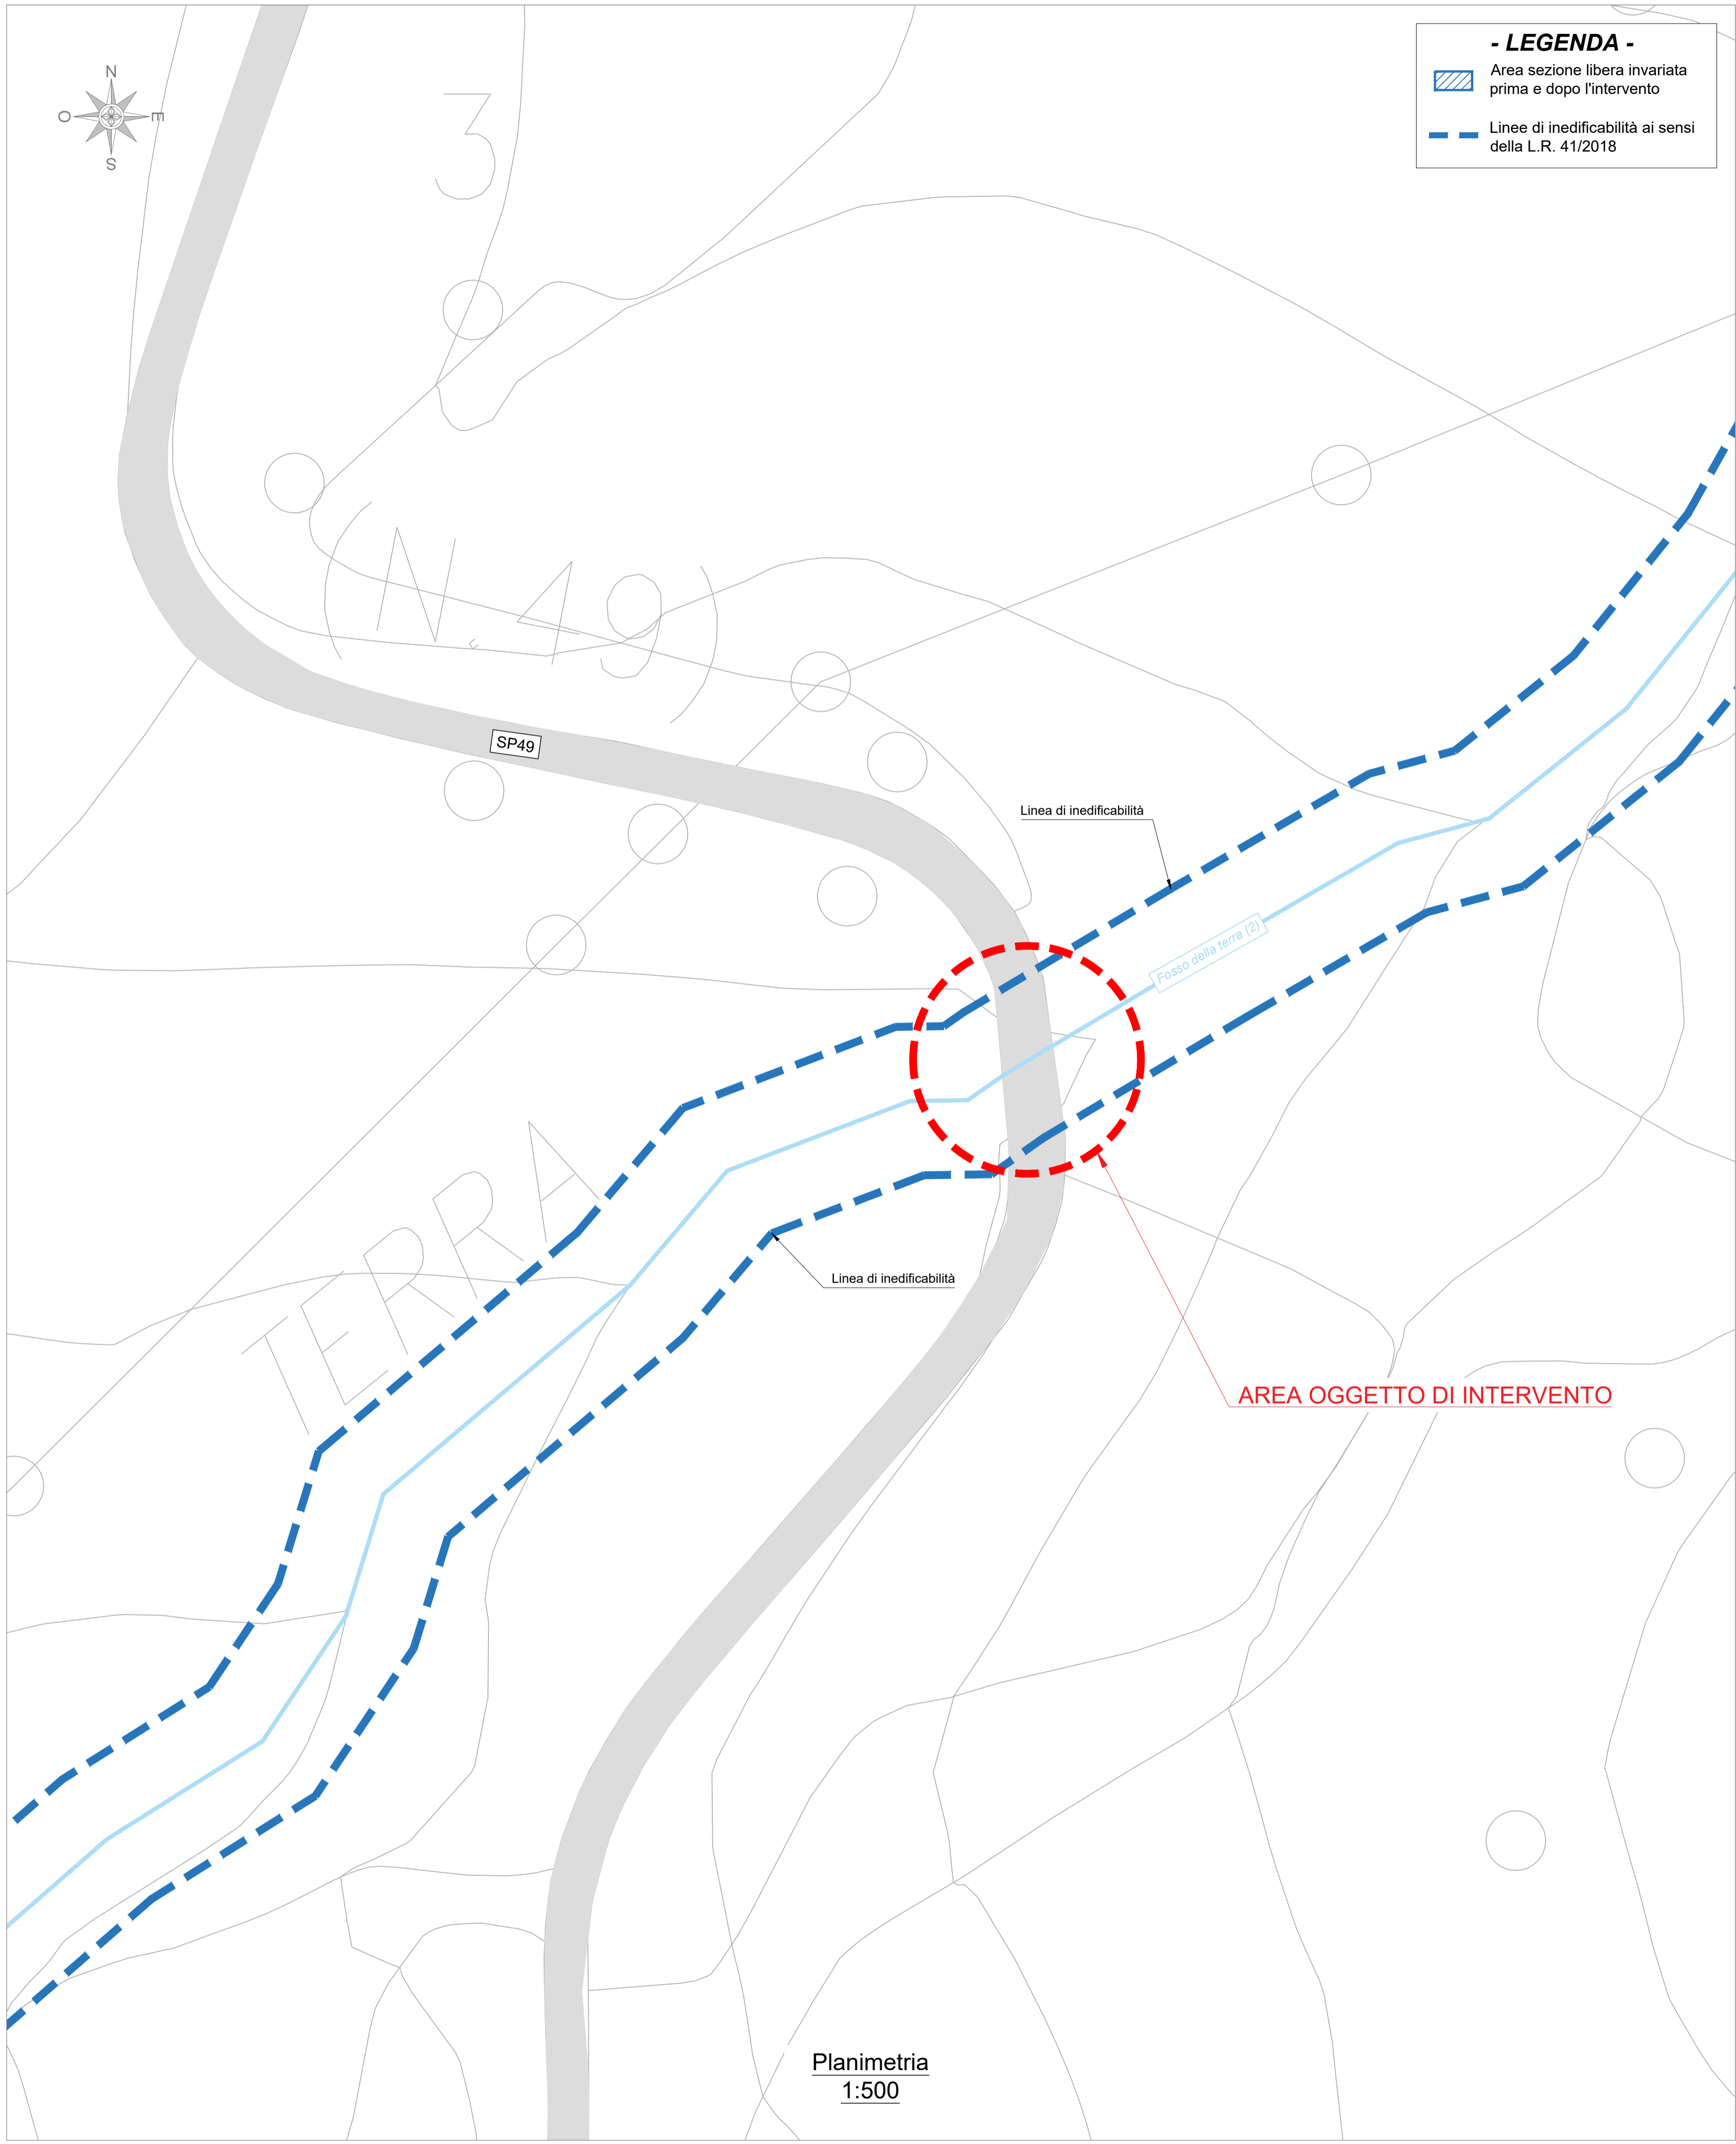 - LEGENDA -
Area sezione libera invariata
prima e dopo l'intervento
Linee di inedificabilità ai sensi
della L.R. 41/2018
N
O
E
S
3
(N. 49)
SP49
Linea di inedificabilità
Fosso della terra (2)
TERRA
Linea di inedificabilità
AREA OGGETTO DI INTERVENTO
Planimetria
1:500